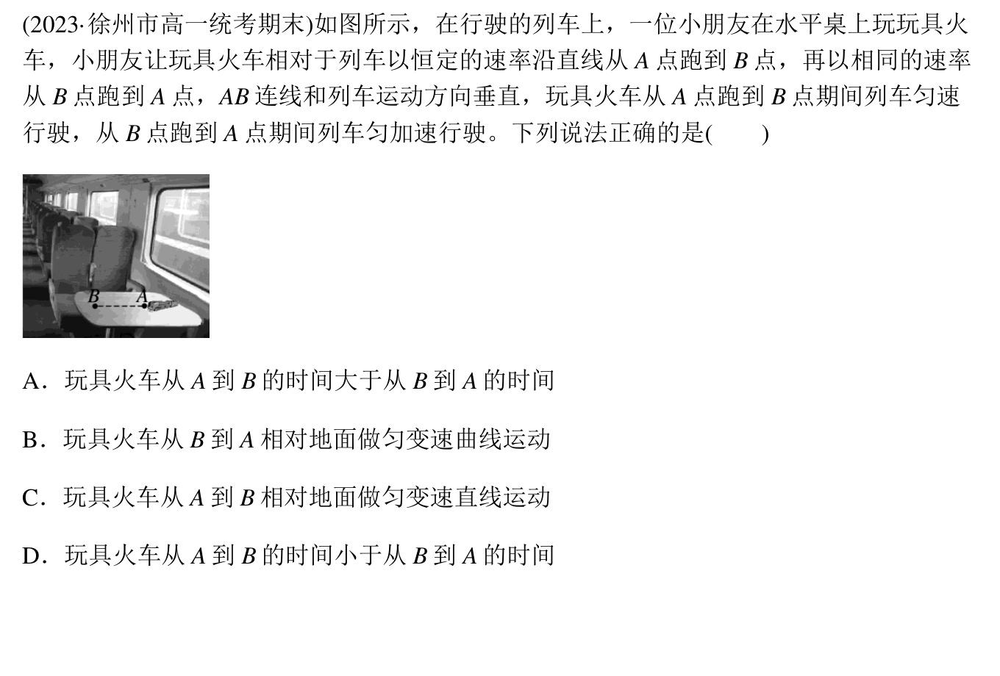 (2023·徐州市高一统考期末)如图所示，在行驶的列车上，一位小朋友在水平桌上玩玩具火
车，小朋友让玩具火车相对于列车以恒定的速率沿直线从 A 点跑到 B 点，再以相同的速率
从 B 点跑到 A 点，AB 连线和列车运动方向垂直，玩具火车从 A 点跑到 B 点期间列车匀速
行驶，从 B 点跑到 A 点期间列车匀加速行驶。下列说法正确的是(　　)
B A
A．玩具火车从 A 到 B 的时间大于从 B 到 A 的时间
B．玩具火车从 B 到 A 相对地面做匀变速曲线运动
C．玩具火车从 A 到 B 相对地面做匀变速直线运动
D．玩具火车从 A 到 B 的时间小于从 B 到 A 的时间